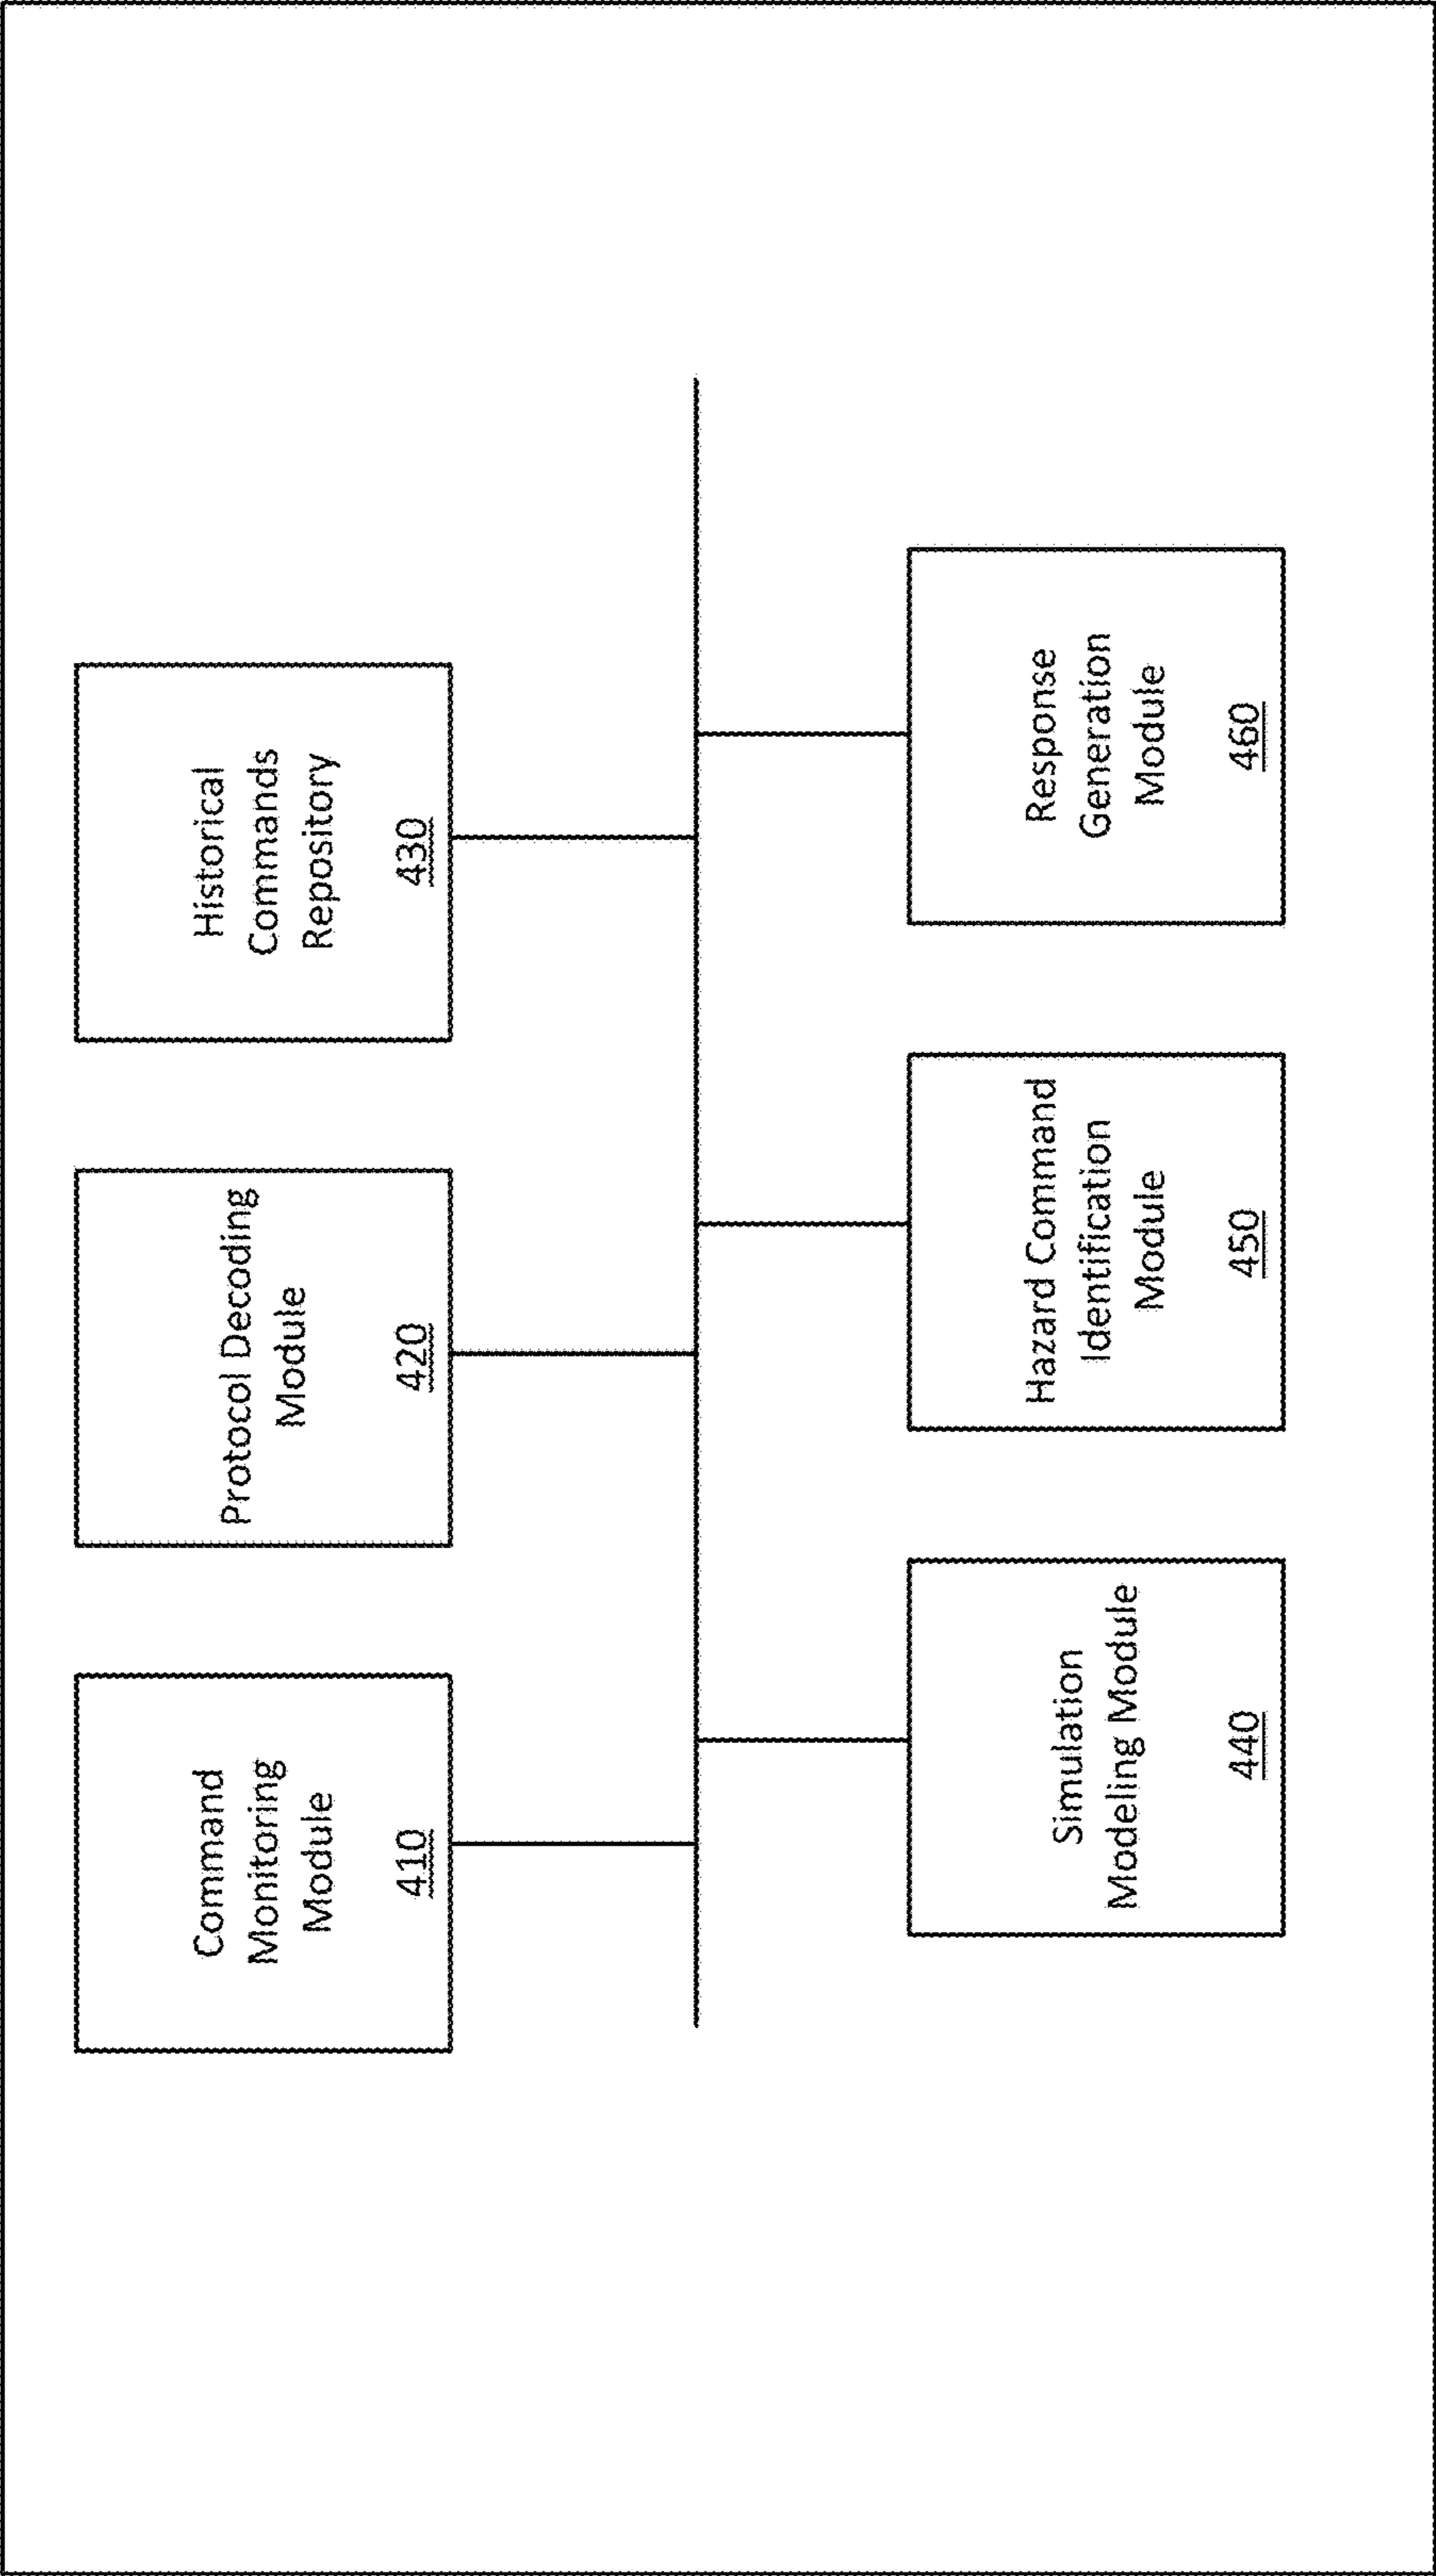 Command
Monitoring
Module
410
Protocol Decoding
Module
420
Historical
Commands
Repository
430
Simulation
Modeling Module
440
Hazard Command
Identification
Module
450
Response
Generation
Module
460